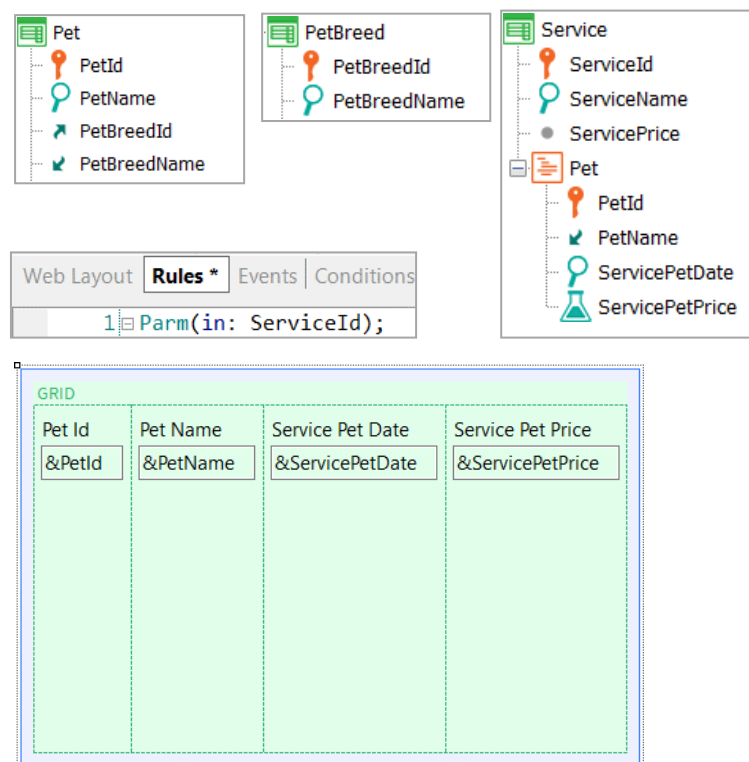 Pet
PetId
PetName
PetBreedId
PetBreedName
PetBreed
PetBreedId
PetBreedName
Service
ServiceId
ServiceName
ServicePrice
Pet
PetId
PetName
ServicePetDate
ServicePetPrice
Web Layout Rules * Events Conditions
1 Parm(in: ServiceId);
GRID
Pet Id Pet Name Service Pet Date Service Pet Price
&PetId &PetName &ServicePetDate &ServicePetPrice